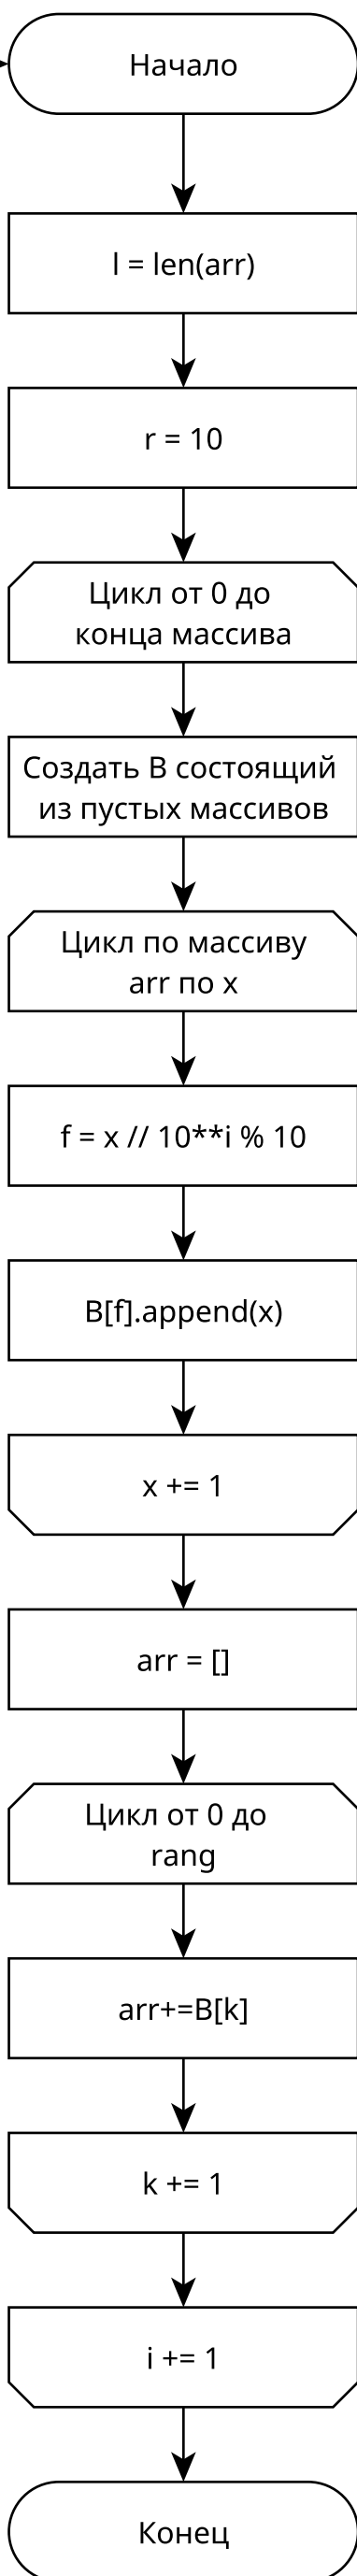 Начало
l = len(arr)
r = 10
Цикл от 0 до
конца массива
Создать B состоящий
из пустых массивов
Цикл по массиву
arr по x
f = x // 10**i % 10
B[f].append(x)
x += 1
arr = []
Цикл от 0 до
rang
arr+=B[k]
k += 1
i += 1
Конец